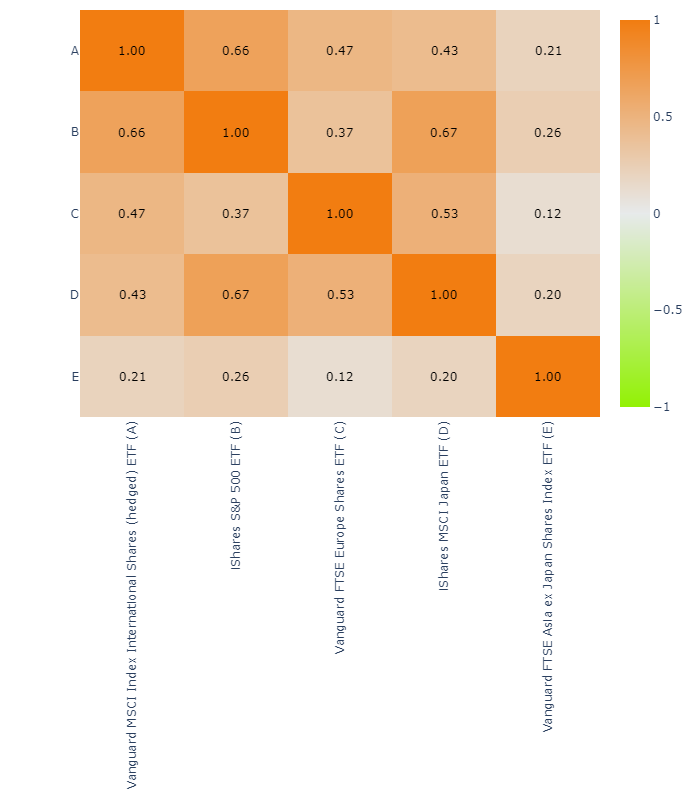 A 1.00 0.66 0.47 0.43 0.21
B 0.66 1.00 0.37 0.67 0.26
C 0.47 0.37 1.00 0.53 0.12
D 0.43 0.67 0.53 1.00 0.20
E 0.21 0.26 0.12 0.20 1.00
Vanguard MSCI Index International Shares (hedged) ETF (A)
IShares S&P 500 ETF (B)
Vanguard FTSE Europe Shares ETF (C)
IShares MSCI Japan ETF (D)
Vanguard FTSE Asia ex Japan Shares Index ETF (E)
1
0.5
0
−0.5
−1